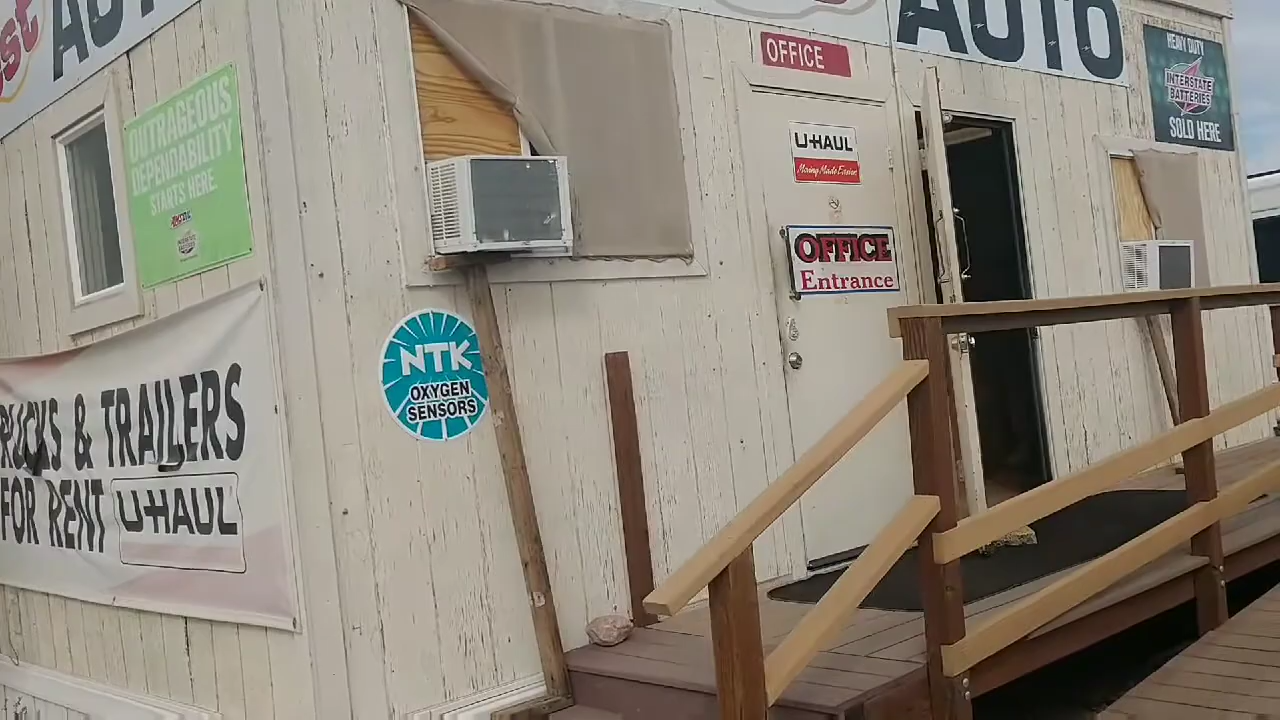 AUTO
OUTRAGEOUS
DEPENDABILITY
STARTS HERE
TRAILERS
& 
FOR RENT U-HAUL
NTK
OXYGEN
SENSORS
OFFICE
U-HAUL
Moving Made Easier
OFFICE
Entrance
HEAVY DUTY
INTERSTATE
BATTERIES
SOLD HERE